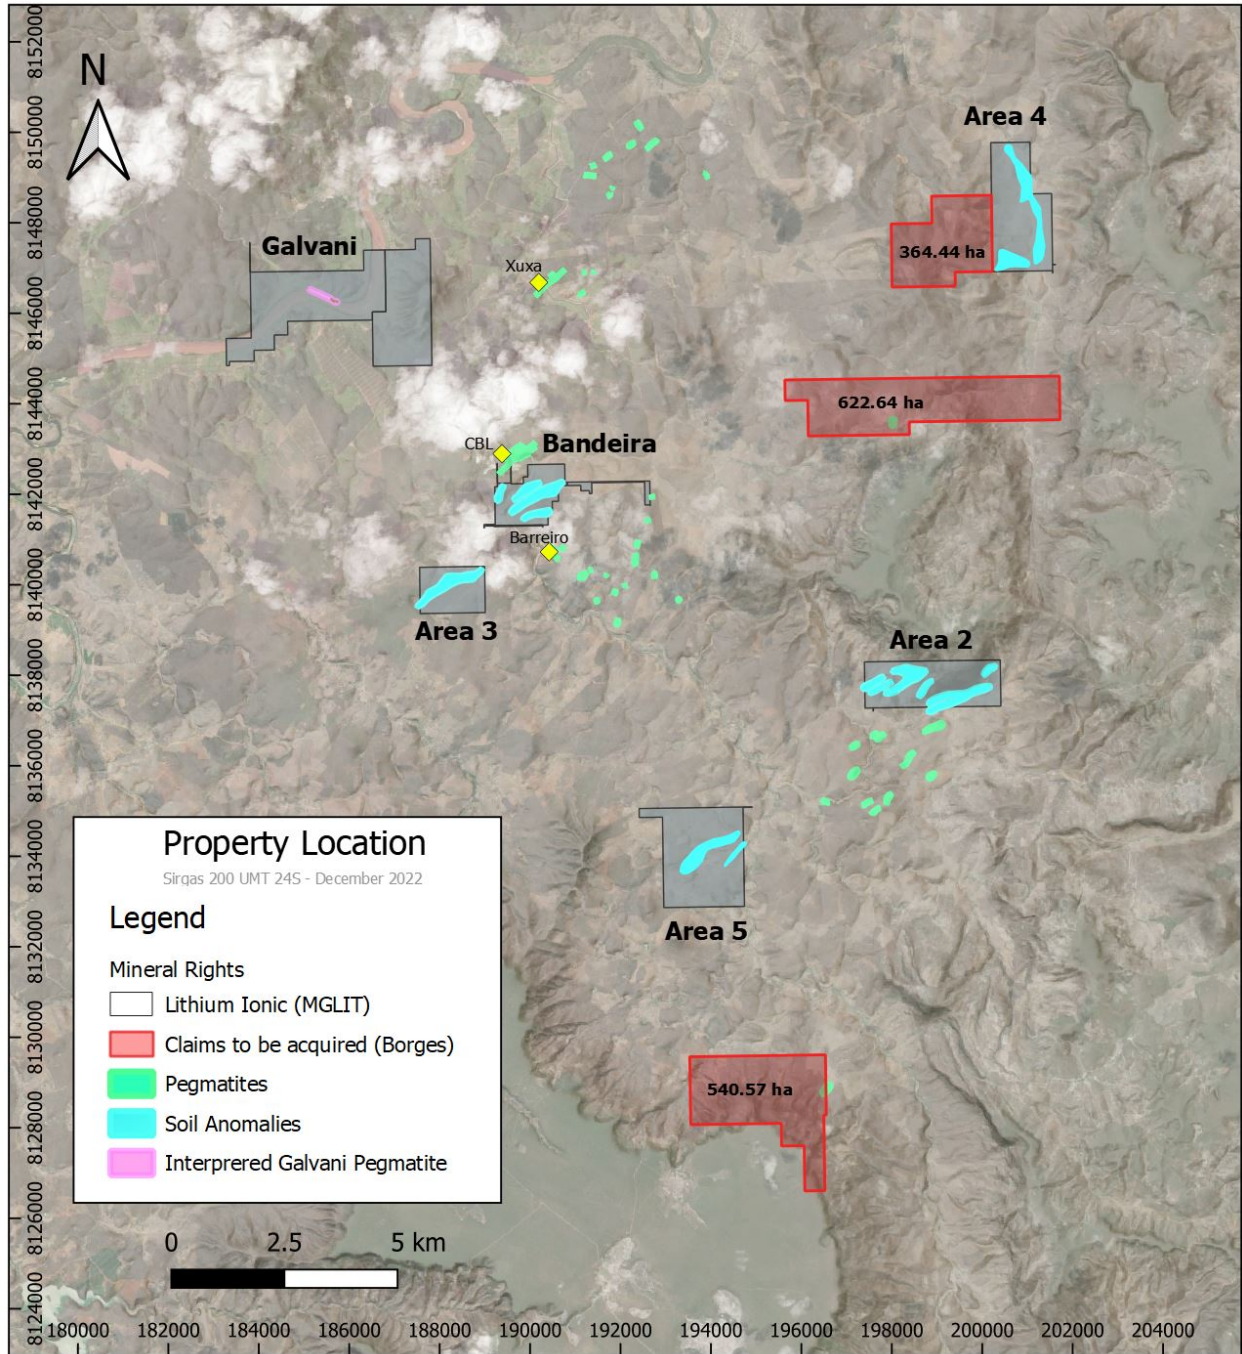 N
Area 4
Galvani
364.44 ha
Xuxa
622.64 ha
CBL
Bandeira
Barreiro
Area 3
Area 2
Area 5
540.57 ha
Property Location
Sirgas 200 UMT 24S - December 2022
Legend
Mineral Rights
Lithium Ionic (MGLIT)
Claims to be acquired (Borges)
Pegmatites
Soil Anomalies
Interprered Galvani Pegmatite
0 2.5 5 km
8152000
8150000
8148000
8146000
8144000
8142000
8140000
8138000
8136000
8134000
8132000
8130000
8128000
8126000
8124000
180000 182000 184000 186000 188000 190000 192000 194000 196000 198000 200000 202000 204000